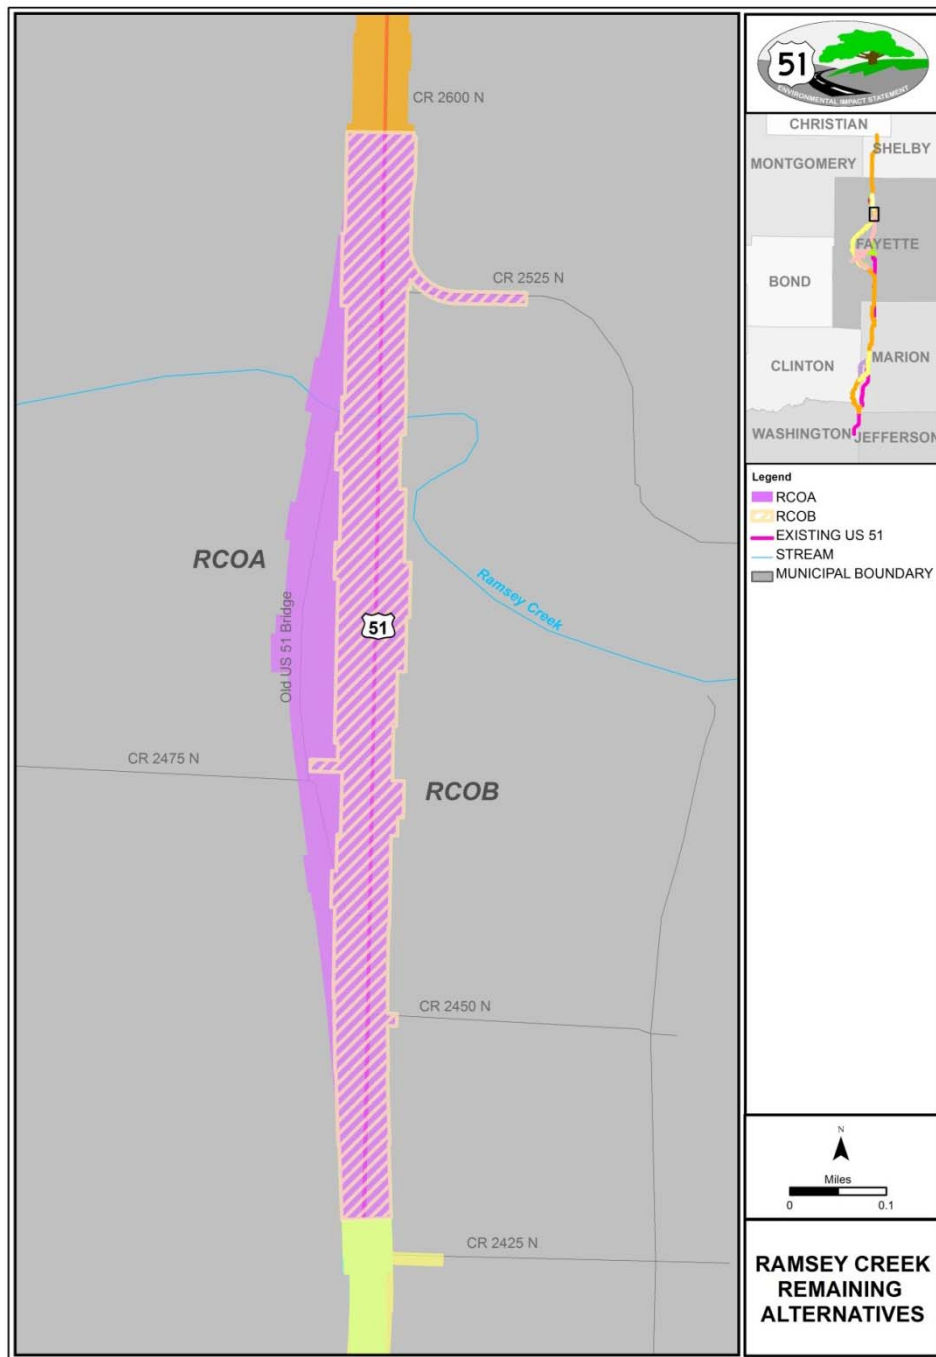 CR 2600 N
CR 2525 N
RCOA
Ramsey Creek
Old US 51 Bridge
51
CR 2475 N
RCOB
CR 2450 N
CR 2425 N
51
ENVIRONMENTAL IMPACT STATEMENT
CHRISTIAN
SHELBY
MONTGOMERY
FAYETTE
BOND
MARION
CLINTON
WASHINGTON
JEFFERSON
Legend
RCOA
RCOB
EXISTING US 51
STREAM
MUNICIPAL BOUNDARY
N
Miles
0 0.1
RAMSEY CREEK
REMAINING
ALTERNATIVES